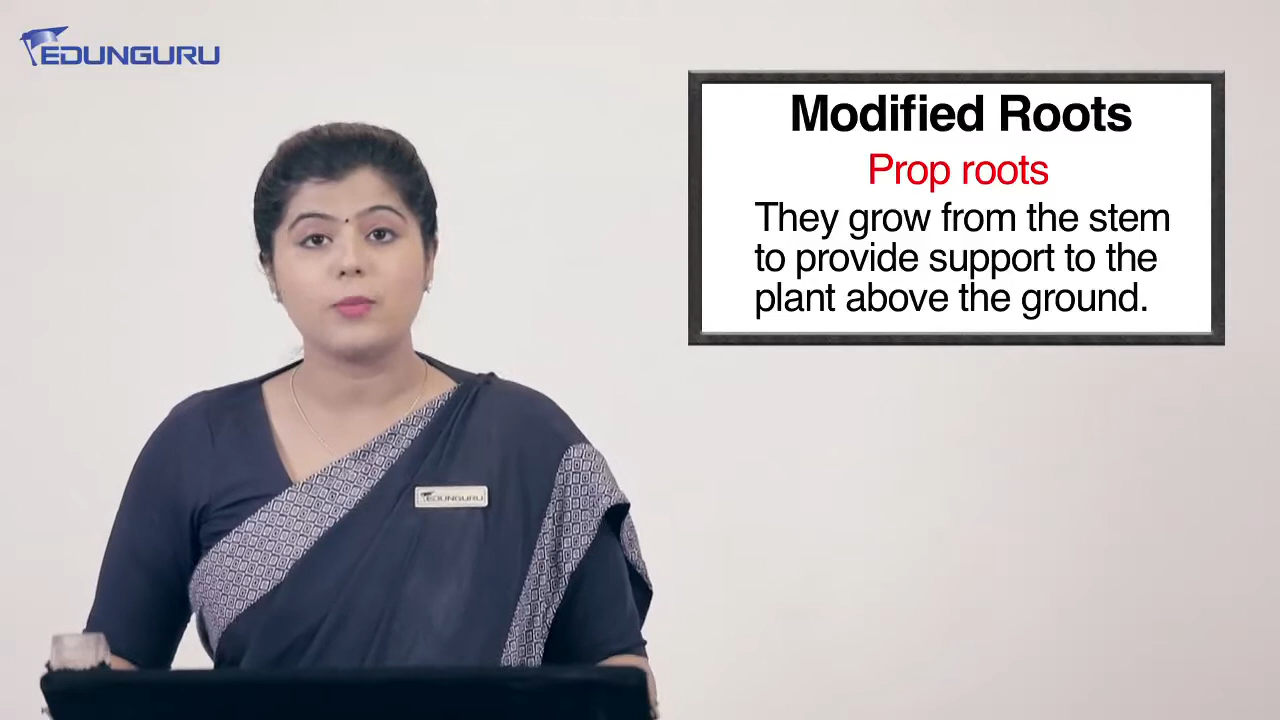 EDUNGURU
Modified Roots
Prop roots
They grow from the stem
to provide support to the
plant above the ground.
EDUNGURU